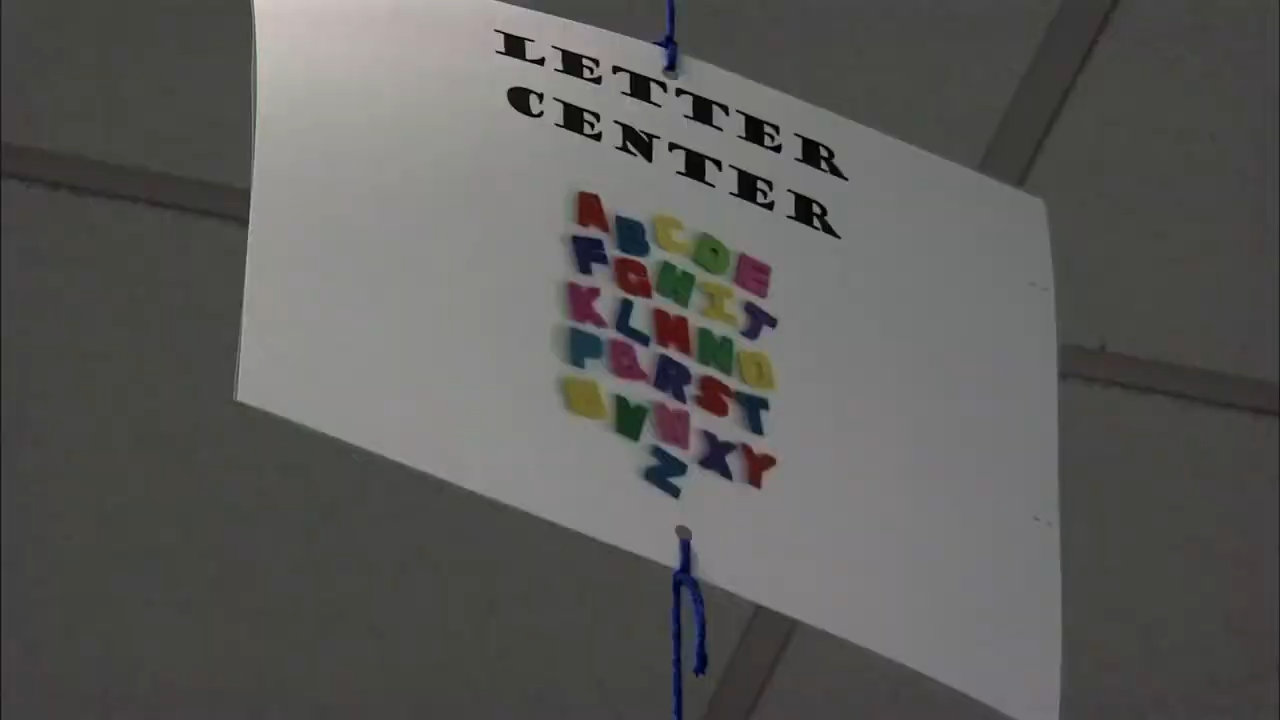 LETTER
CENTER
A B C D E
F G H I J
K L M N O
P Q R S T
U V W X Y
Z